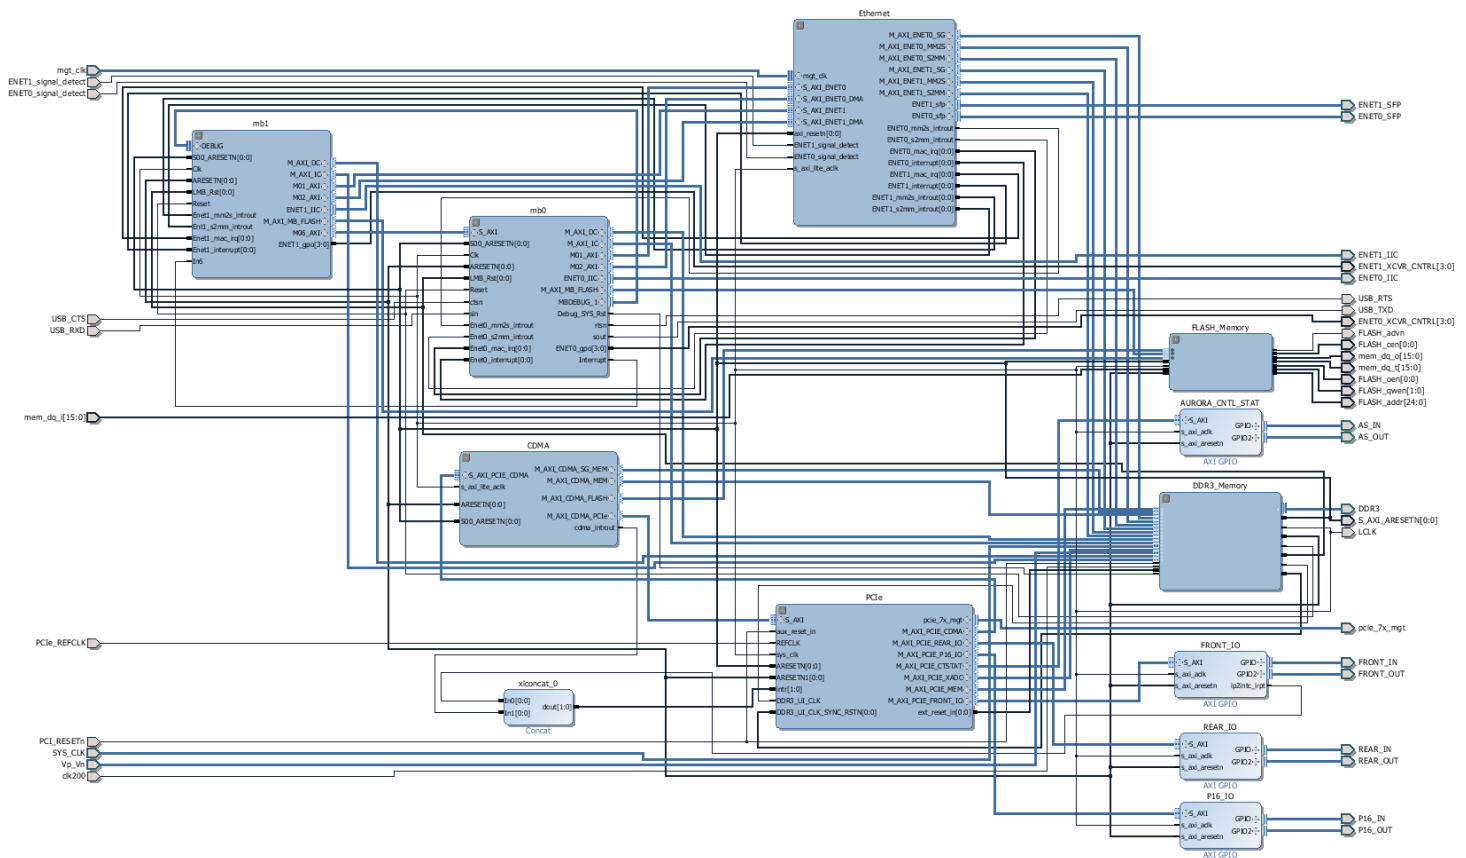 Ethernet
M_AXI_ENET0_SG
M_AXI_ENET0_MM2S
M_AXI_ENET0_S2MM
M_AXI_ENET1_SG
M_AXI_ENET1_MM2S
M_AXI_ENET1_S2MM
ENET1_sfp
ENET0_sfp
ENET0_mm2s_introut
ENET0_s2mm_introut
ENET0_mac_irq[0:0]
ENET0_interrupt[0:0]
ENET1_mac_irq[0:0]
ENET1_interrupt[0:0]
ENET1_mm2s_introut[0:0]
ENET1_s2mm_introut[0:0]
mgt_clk
S_AXI_ENET0
S_AXI_ENET0_DMA
S_AXI_ENET1
S_AXI_ENET1_DMA
axi_resetn[0:0]
ENET1_signal_detect
ENET0_signal_detect
s_axi_lite_aclk
mgt_clk
ENET1_signal_detect
ENET0_signal_detect
USB_CTS
USB_RXD
mem_dq_i[15:0]
PCIe_REFCLK
PCI_RESETn
SYS_CLK
Vp_Vn
clk200
mb1
DEBUG
S00_ARESETN[0:0]
Clk
ARESETN[0:0]
LMB_Rst[0:0]
Reset
Enet1_mm2s_introut
Ent1_s2mm_introut
Enet1_mac_irq[0:0]
Enet1_interrupt[0:0]
In6
M_AXI_DC
M_AXI_IC
M01_AXI
M02_AXI
ENET1_IIC
M_AXI_MB_FLASH
M06_AXI
ENET1_gpo[3:0]
mb0
S_AXI
S00_ARESETN[0:0]
Clk
ARESETN[0:0]
LMB_Rst[0:0]
Reset
ctsn
sin
Enet0_mm2s_introut
Enet0_s2mm_introut
Enet0_mac_irq[0:0]
Enet0_interrupt[0:0]
M_AXI_DC
M_AXI_IC
M01_AXI
M02_AXI
ENET0_IIC
M_AXI_MB_FLASH
MBDEBUG_1
Debug_SYS_Rst
rtsn
sout
ENET0_gpo[3:0]
Interrupt
CDMA
S_AXI_PCIE_CDMA
s_axi_lite_aclk
ARESETN[0:0]
S00_ARESETN[0:0]
M_AXI_CDMA_SG_MEM
M_AXI_CDMA_MEM
M_AXI_CDMA_FLASH
M_AXI_CDMA_PCIe
cdma_introut
xlconcat_0
In0[0:0]
In1[0:0]
dout[1:0]
Concat
PCIe
S_AXI
aux_reset_in
REFCLK
sys_clk
ARESETN[0:0]
ARESETN1[0:0]
intr[1:0]
DDR3_UI_CLK
DDR3_UI_CLK_SYNC_RSTN[0:0]
pcie_7x_mgt
M_AXI_PCIE_CDMA
M_AXI_PCIE_REAR_IO
M_AXI_PCIE_P16_IO
M_AXI_PCIE_CTSTAT
M_AXI_PCIE_XADC
M_AXI_PCIE_MEM
M_AXI_PCIE_FRONT_IO
ext_reset_in[0:0]
FLASH_Memory
AURORA_CNTL_STAT
S_AXI
s_axi_aclk
s_axi_aresetn
GPIO
GPIO2
AXI GPIO
DDR3_Memory
FRONT_IO
S_AXI
s_axi_aclk
s_axi_aresetn
GPIO
GPIO2
ip2intc_irpt
AXI GPIO
REAR_IO
S_AXI
s_axi_aclk
s_axi_aresetn
GPIO
GPIO2
AXI GPIO
P16_IO
S_AXI
s_axi_aclk
s_axi_aresetn
GPIO
GPIO2
AXI GPIO
ENET1_SFP
ENET0_SFP
ENET1_IIC
ENET1_XCVR_CNTRL[3:0]
ENET0_IIC
USB_RTS
USB_TXD
ENET0_XCVR_CNTRL[3:0]
FLASH_advn
FLASH_cen[0:0]
mem_dq_o[15:0]
mem_dq_t[15:0]
FLASH_oen[0:0]
FLASH_qwen[1:0]
FLASH_addr[24:0]
AS_IN
AS_OUT
DDR3
S_AXI_ARESETN[0:0]
LCLK
pcie_7x_mgt
FRONT_IN
FRONT_OUT
REAR_IN
REAR_OUT
P16_IN
P16_OUT